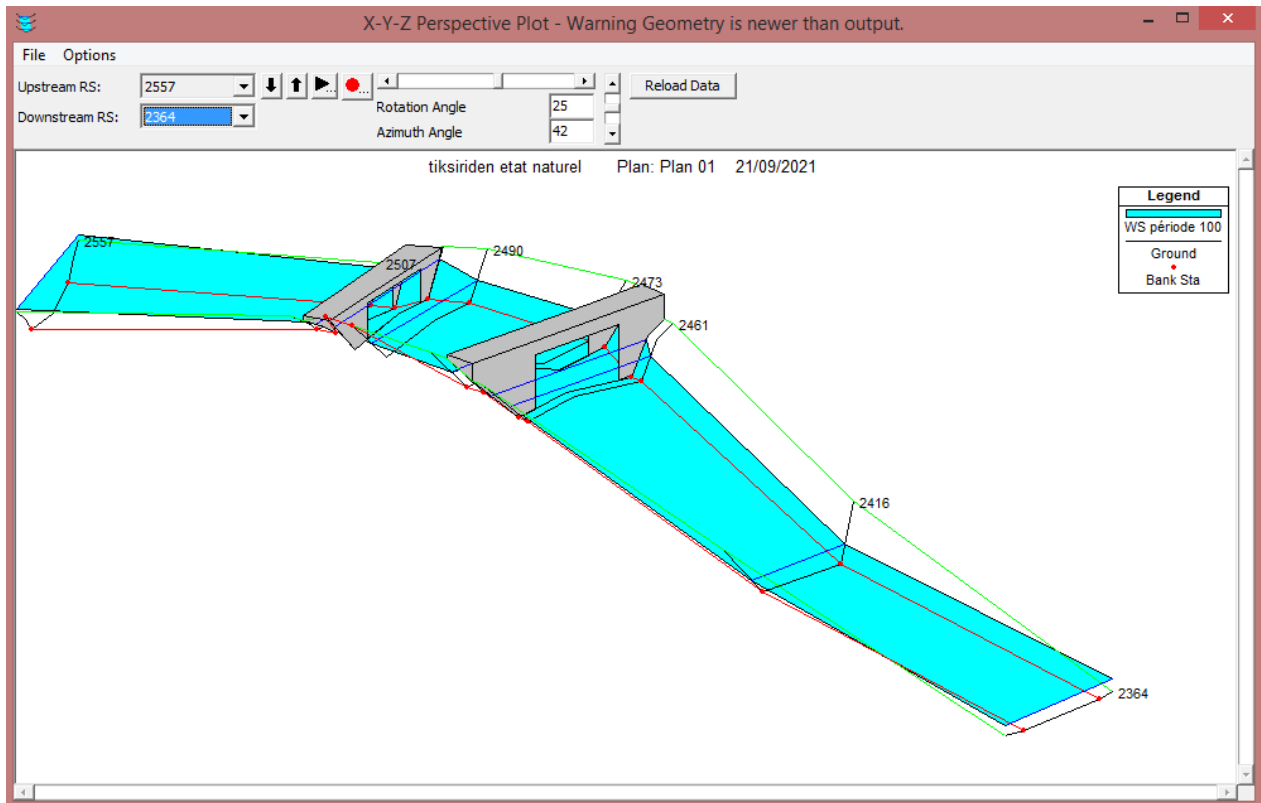 X-Y-Z Perspective Plot - Warning Geometry is newer than output.
File Options
Upstream RS: 2557
Downstream RS: 2364
Rotation Angle 25
Azimuth Angle 42
Reload Data
tiksiriden etat naturel Plan: Plan 01 21/09/2021
Legend
WS période 100
Ground
Bank Sta
2557
2507
2490
2473
2461
2416
2364